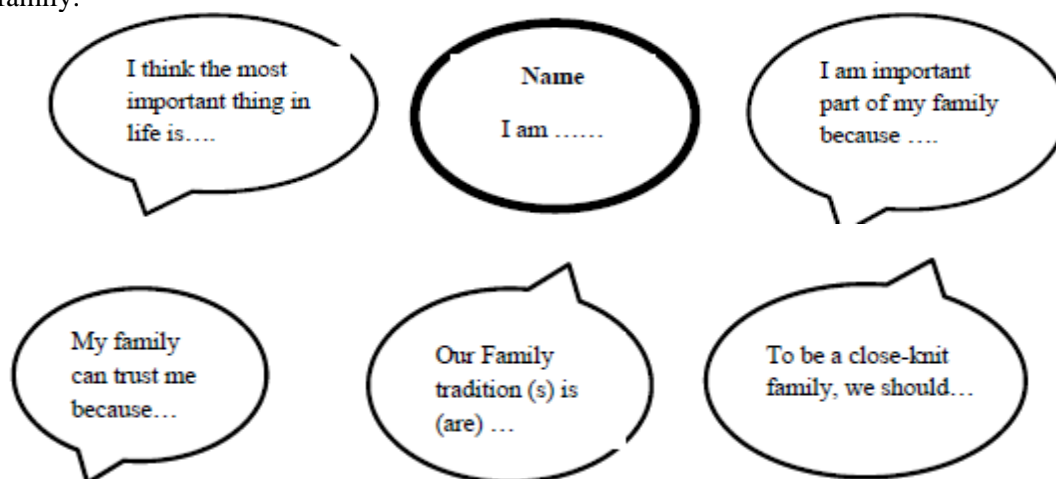 family.
I think the most
important thing in
life is….
Name
I am ……
I am important
part of my family
because ….
My family
can trust me
because…
Our Family
tradition (s) is
(are) …
To be a close-knit
family, we should…